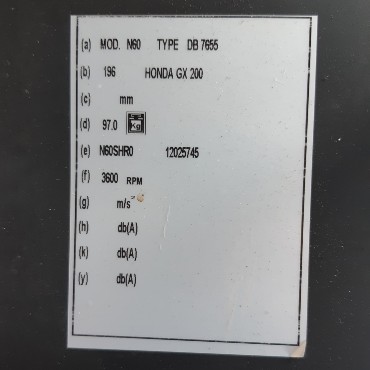 (a) MOD. N60 TYPE DB 7655
(b) 196 HONDA GX 200
(c) mm
(d) 97.0 Kg
(e) N60SHR0 12025745
(f) 3600 RPM
(g) m/s
(h) db(A)
(k) db(A)
(y) db(A)